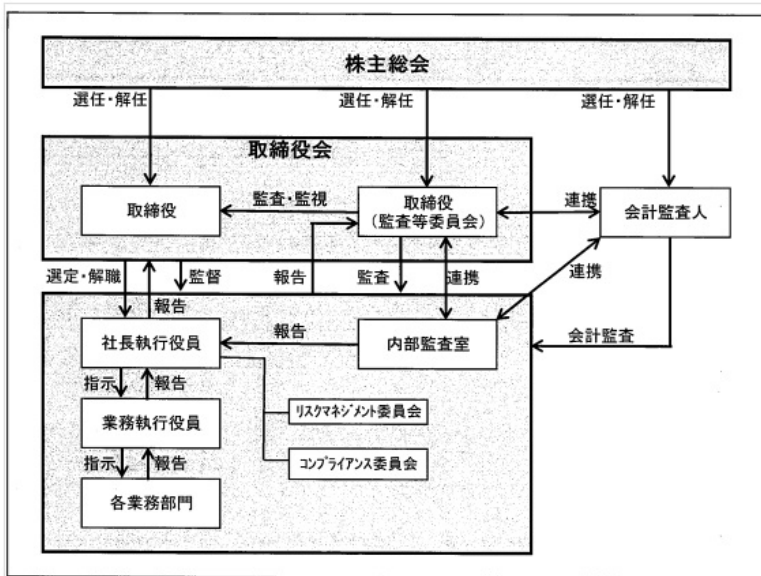 株主総会
選任・解任
選任・解任
選任・解任
取締役会
取締役
監査・監視
取締役
(監査等委員会)
連携
会計監査人
選定・解職
監督
報告
監査
連携
連携
報告
社長執行役員
報告
内部監査室
会計監査
指示
報告
業務執行役員
リスクマネジメント委員会
指示
報告
コンプライアンス委員会
各業務部門